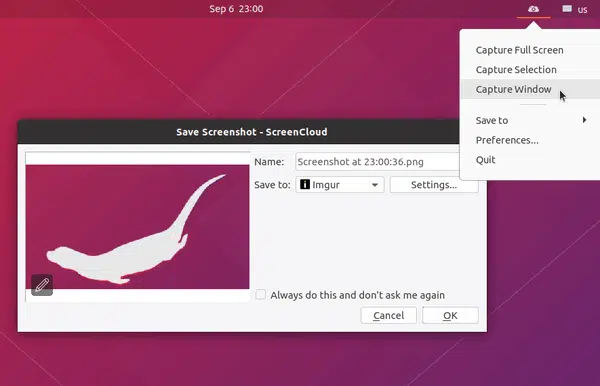 Sep 6 23:00
us
Capture Full Screen
Capture Selection
Capture Window
Save to
Preferences...
Quit
Save Screenshot - ScreenCloud
Name: Screenshot at 23:00:36.png
Save to: Imgur Settings...
Always do this and don't ask me again
Cancel OK